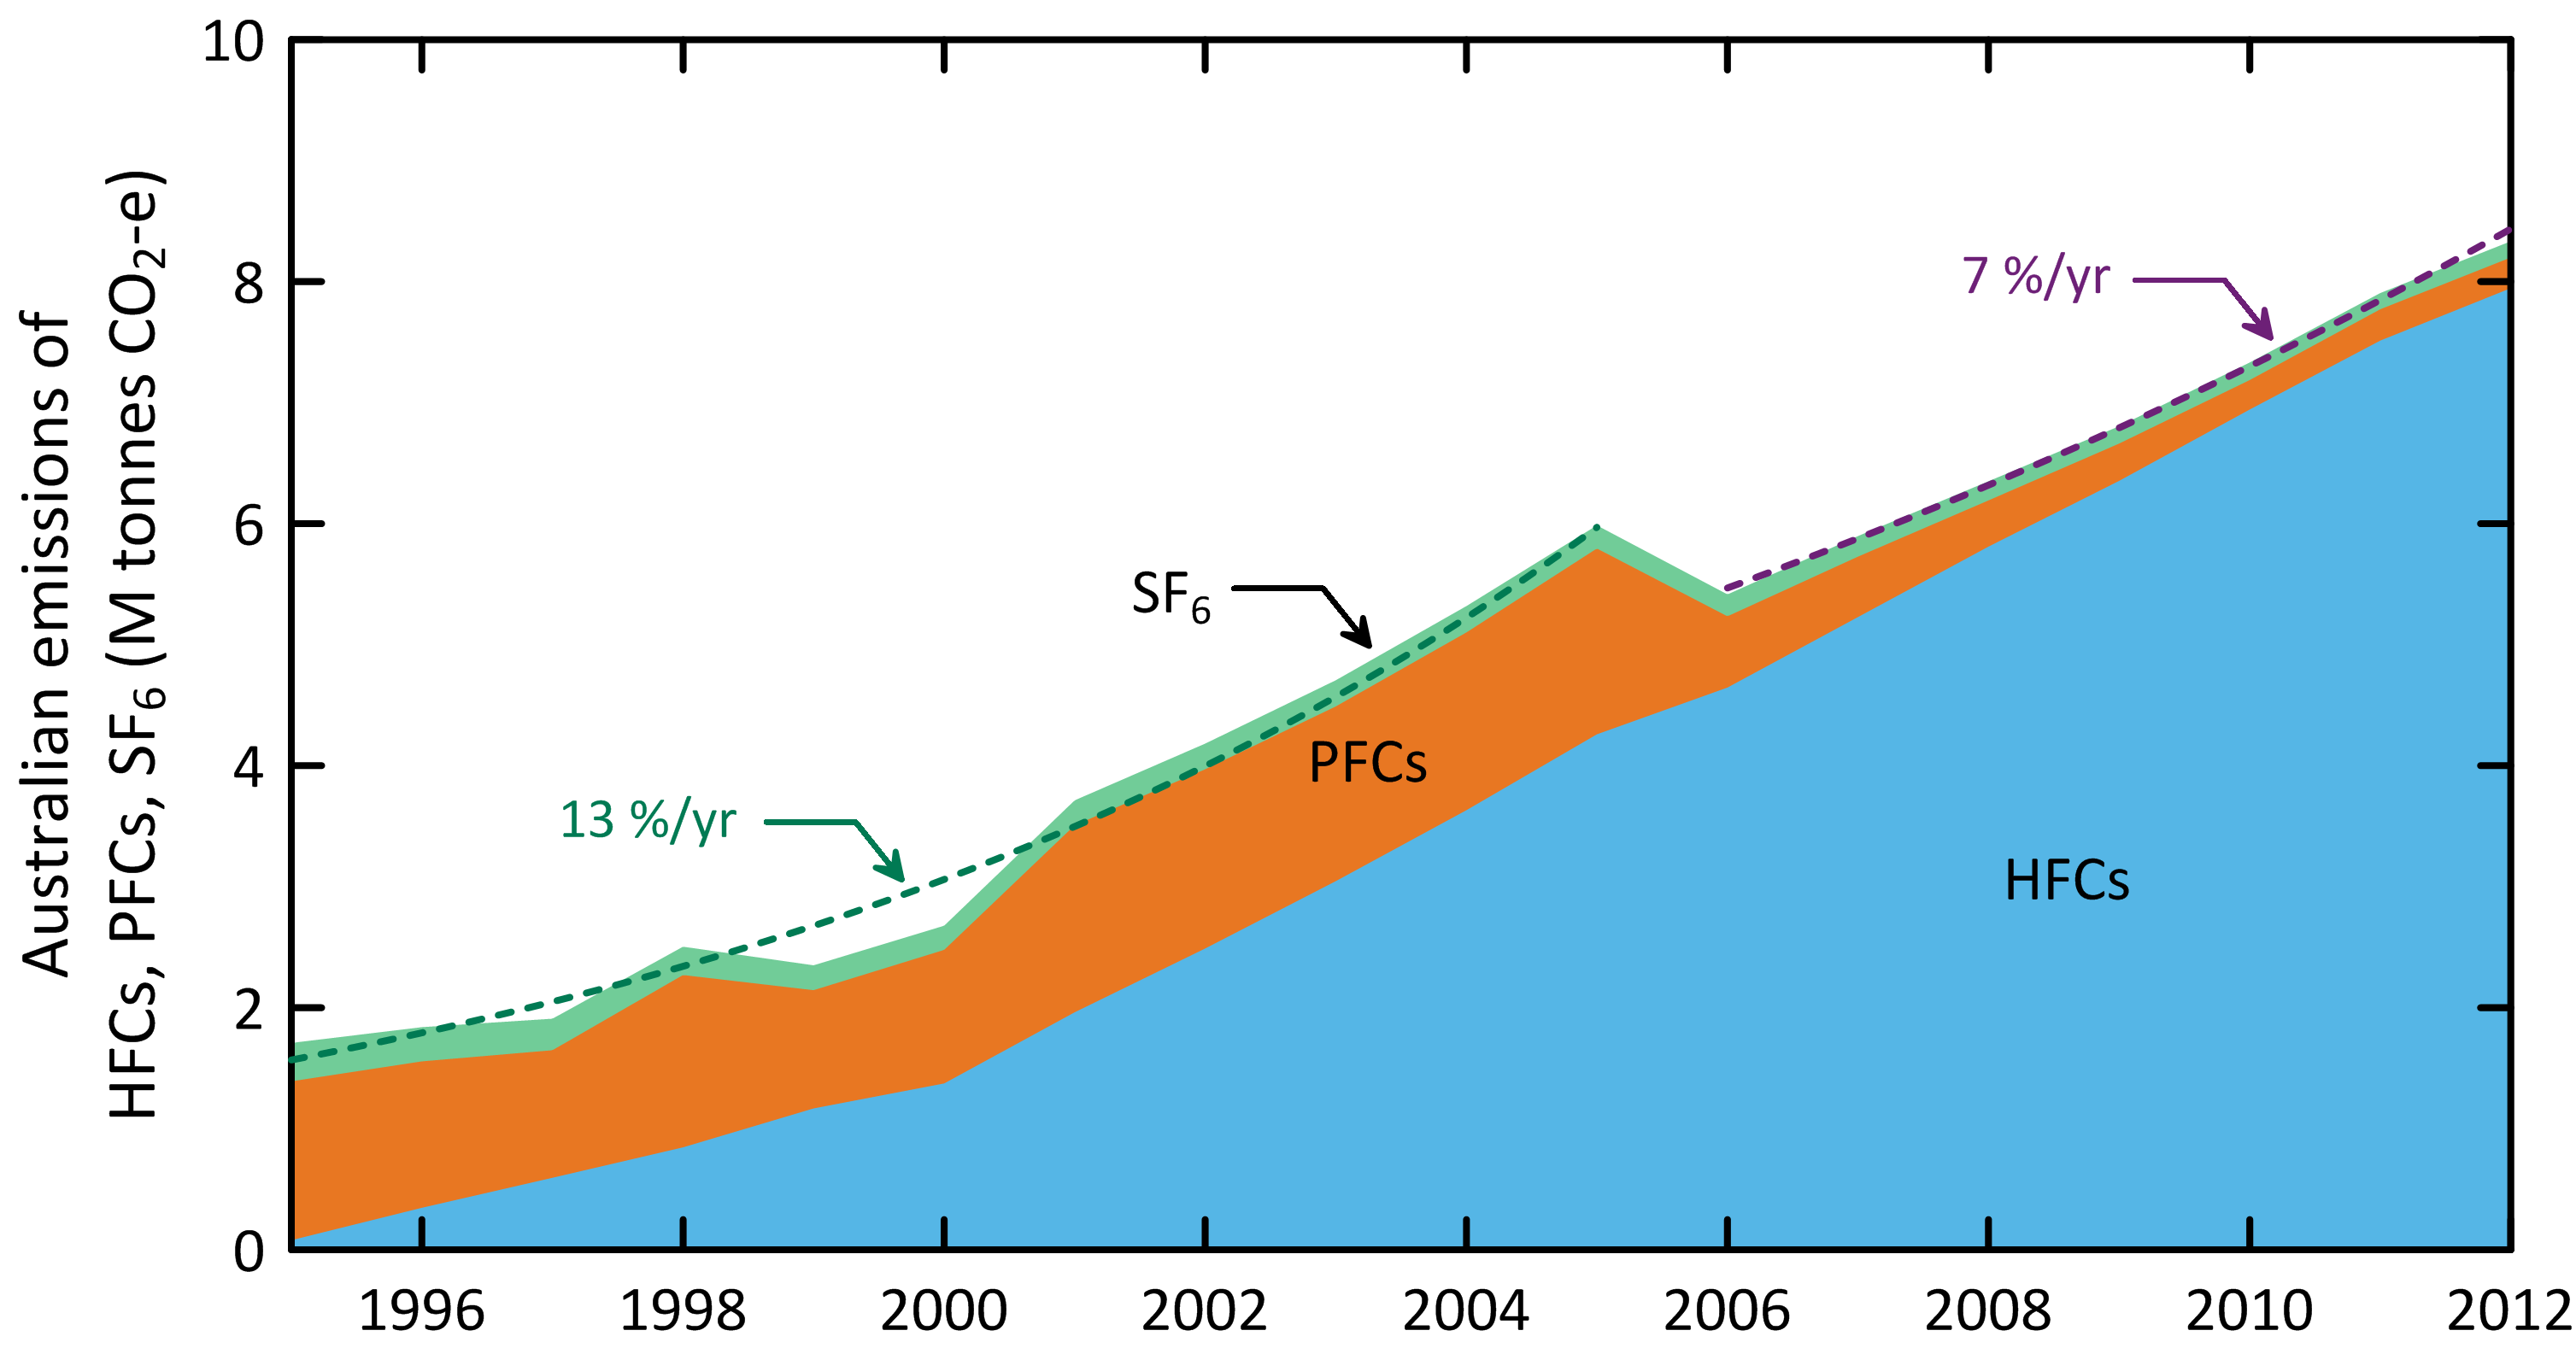 Australian emissions of
HFCs, PFCs, SF₆ (M tonnes CO₂-e)
10
8
6
4
2
0
7 %/yr
SF₆
PFCs
13 %/yr
HFCs
1996 1998 2000 2002 2004 2006 2008 2010 2012